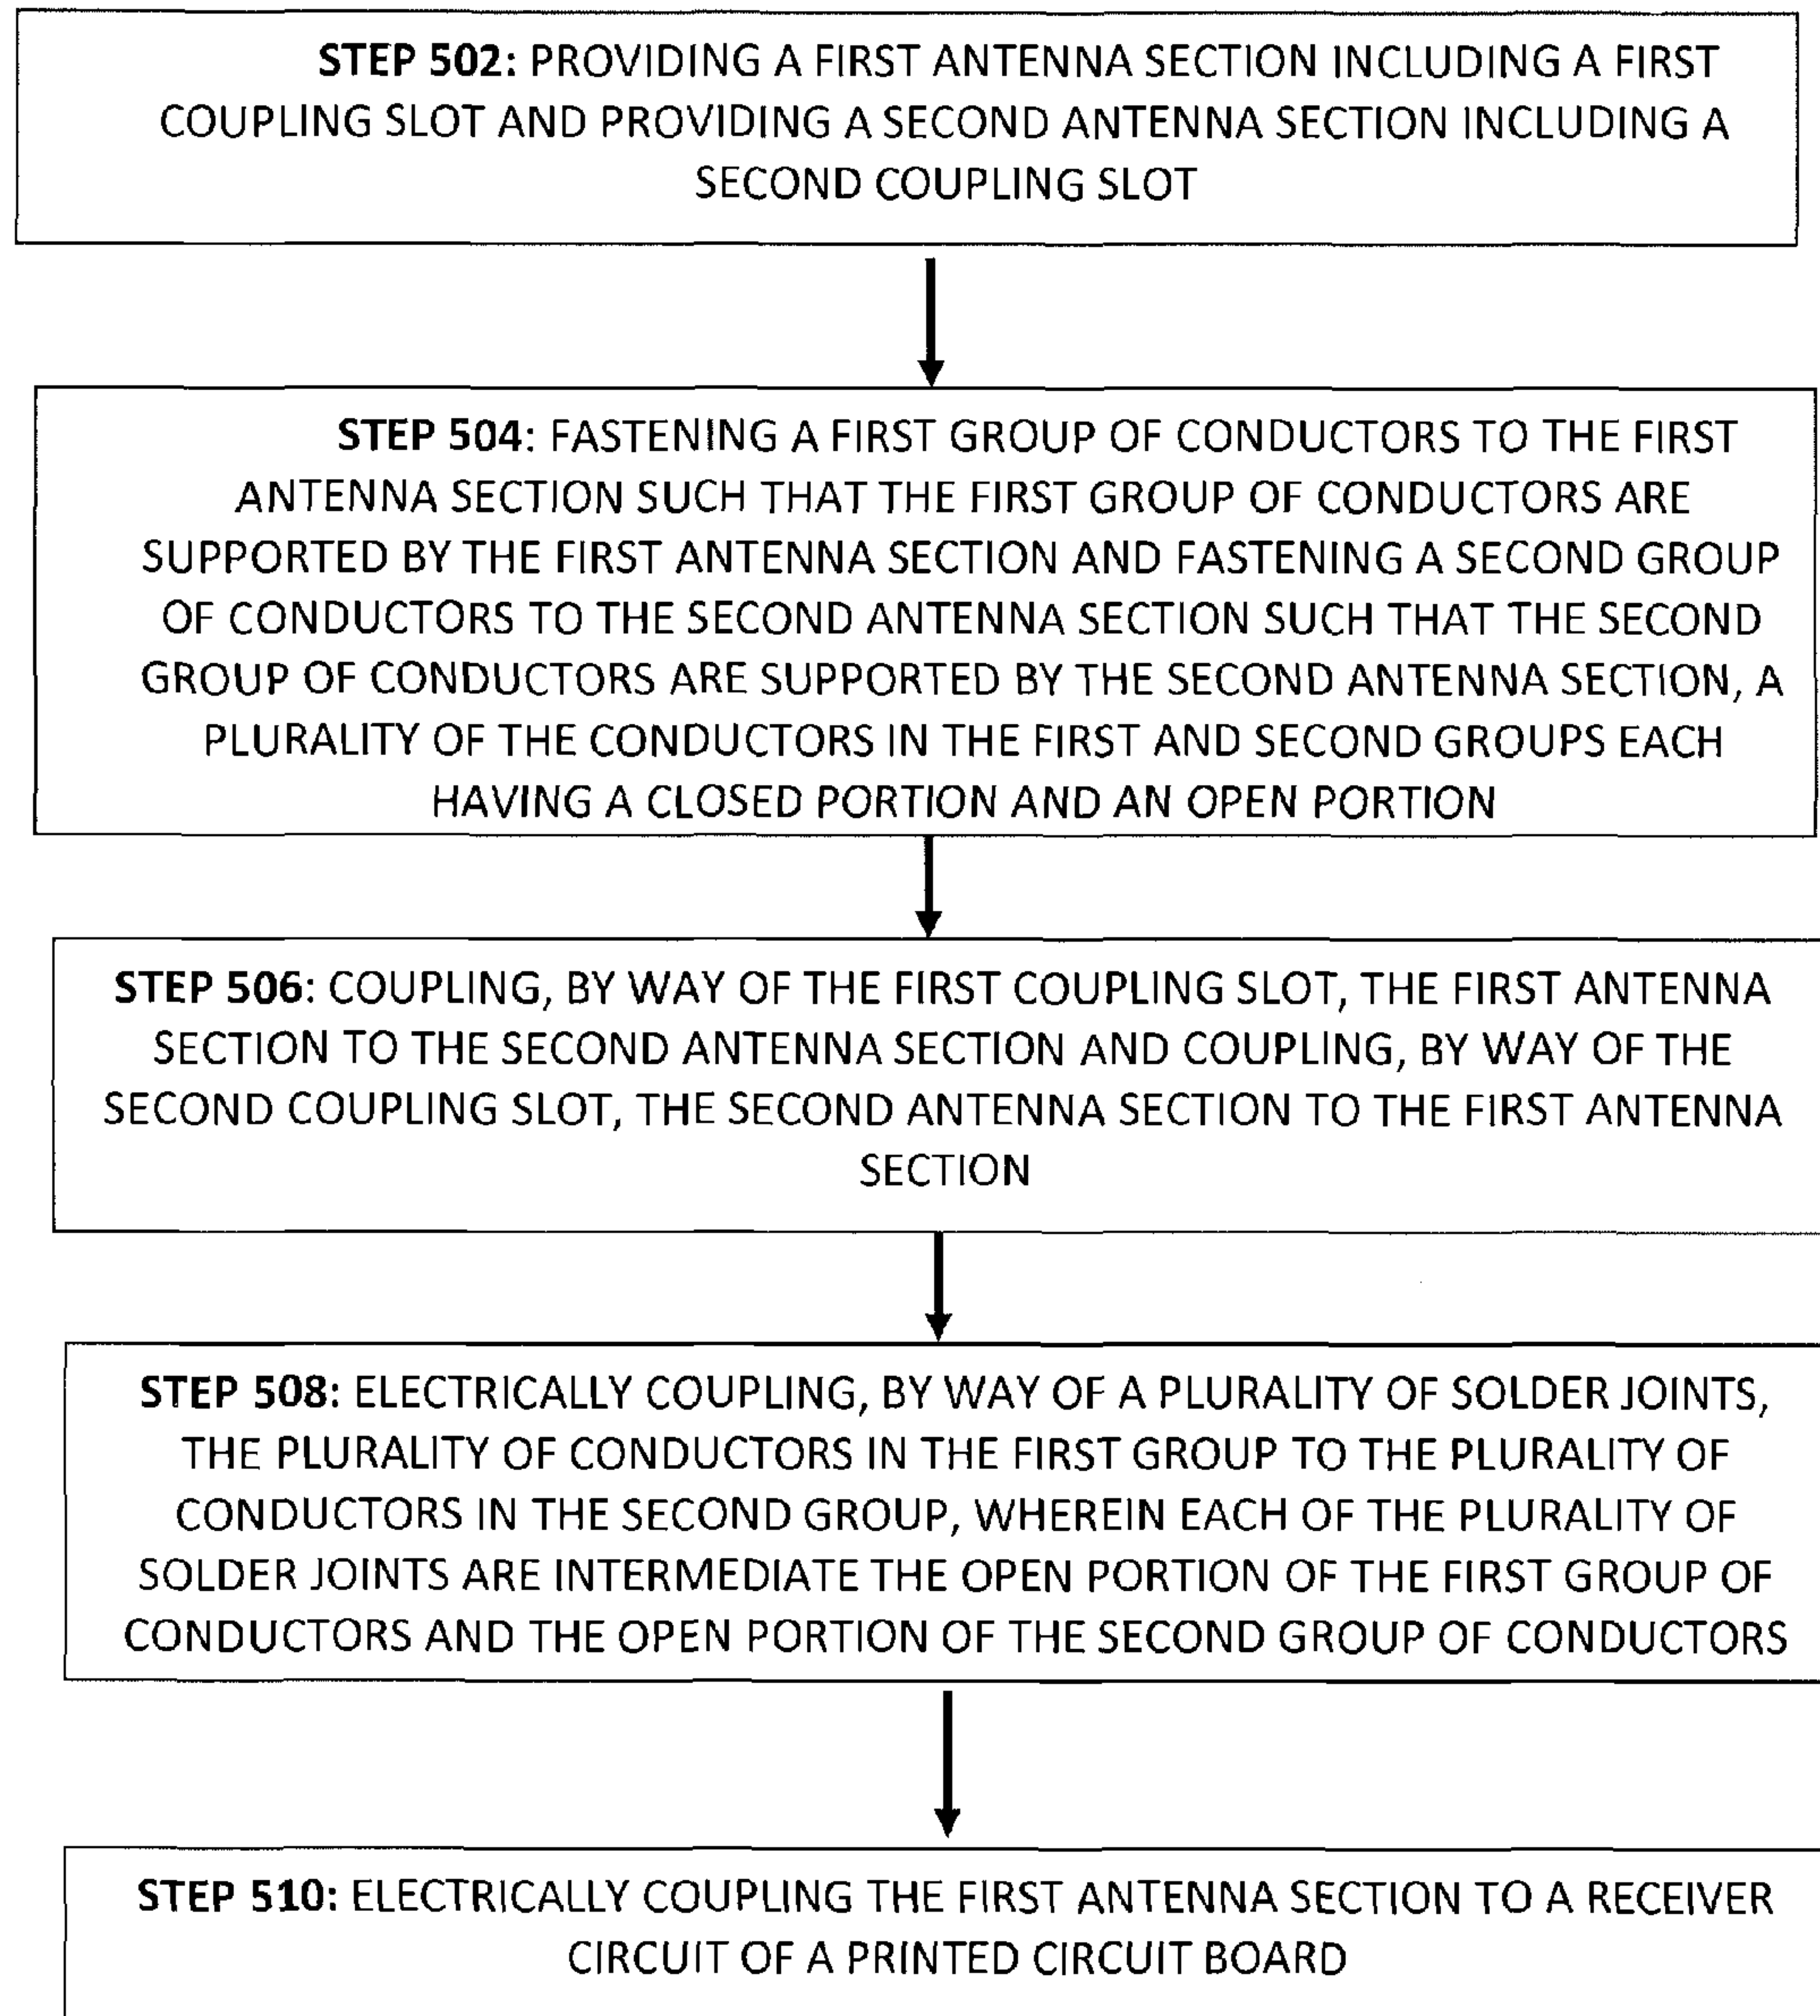 STEP 502: PROVIDING A FIRST ANTENNA SECTION INCLUDING A FIRST
COUPLING SLOT AND PROVIDING A SECOND ANTENNA SECTION INCLUDING A
SECOND COUPLING SLOT
STEP 504: FASTENING A FIRST GROUP OF CONDUCTORS TO THE FIRST
ANTENNA SECTION SUCH THAT THE FIRST GROUP OF CONDUCTORS ARE
SUPPORTED BY THE FIRST ANTENNA SECTION AND FASTENING A SECOND GROUP
OF CONDUCTORS TO THE SECOND ANTENNA SECTION SUCH THAT THE SECOND
GROUP OF CONDUCTORS ARE SUPPORTED BY THE SECOND ANTENNA SECTION, A
PLURALITY OF THE CONDUCTORS IN THE FIRST AND SECOND GROUPS EACH
HAVING A CLOSED PORTION AND AN OPEN PORTION
STEP 506: COUPLING, BY WAY OF THE FIRST COUPLING SLOT, THE FIRST ANTENNA
SECTION TO THE SECOND ANTENNA SECTION AND COUPLING, BY WAY OF THE
SECOND COUPLING SLOT, THE SECOND ANTENNA SECTION TO THE FIRST ANTENNA
SECTION
STEP 508: ELECTRICALLY COUPLING, BY WAY OF A PLURALITY OF SOLDER JOINTS,
THE PLURALITY OF CONDUCTORS IN THE FIRST GROUP TO THE PLURALITY OF
CONDUCTORS IN THE SECOND GROUP, WHEREIN EACH OF THE PLURALITY OF
SOLDER JOINTS ARE INTERMEDIATE THE OPEN PORTION OF THE FIRST GROUP OF
CONDUCTORS AND THE OPEN PORTION OF THE SECOND GROUP OF CONDUCTORS
STEP 510: ELECTRICALLY COUPLING THE FIRST ANTENNA SECTION TO A RECEIVER
CIRCUIT OF A PRINTED CIRCUIT BOARD